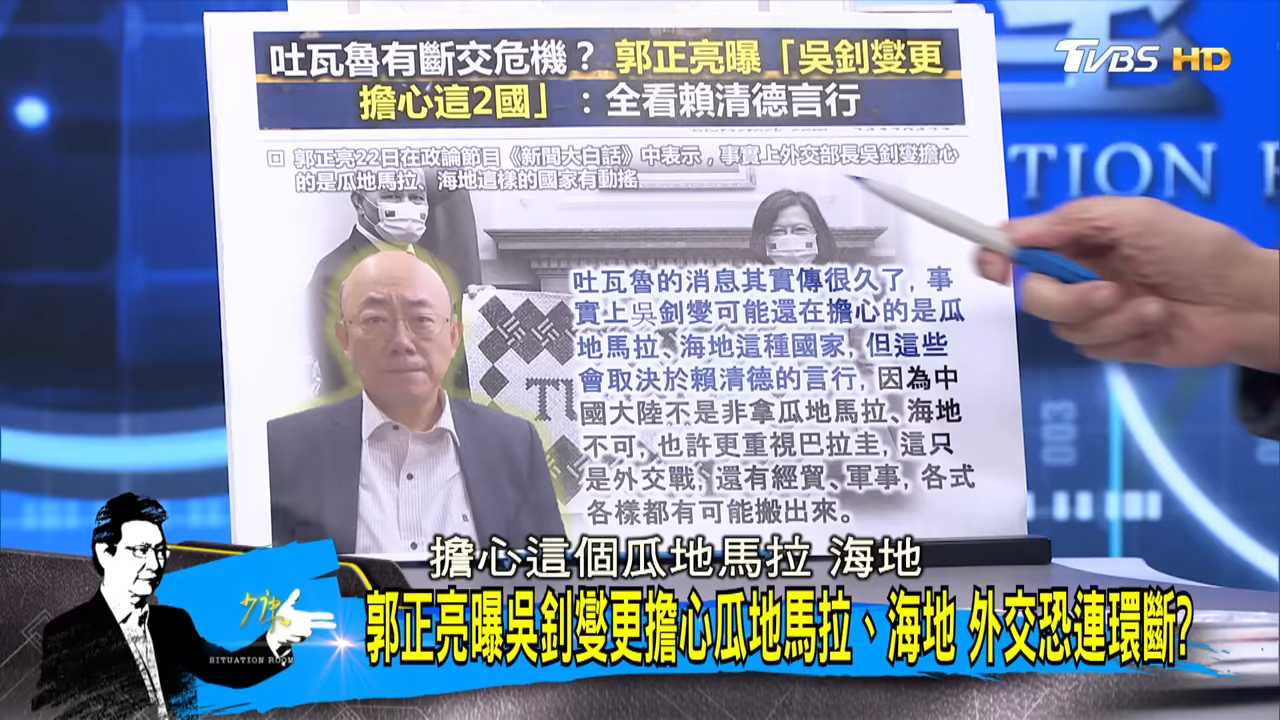 TVBS HD
吐瓦魯有斷交危機？ 郭正亮曝「吳釗燮更
擔心這2國」：全看賴清德言行
郭正亮22日在政論節目《新聞大白話》中表示，事實上外交部長吳釗燮擔心
的是瓜地馬拉、海地這樣的國家有動搖
TION R
吐瓦魯的消息其實傳很久了，事
實上吳釗燮可能還在擔心的是瓜
地馬拉、海地這種國家，但這些
會取決於賴清德的言行，因為中
國大陸不是非拿瓜地馬拉、海地
不可，也許更重視巴拉圭，這只
是外交戰，還有經貿、軍事，各式
各樣都有可能搬出來。
003
擔心這個瓜地馬拉 海地
郭正亮曝吳釗燮更擔心瓜地馬拉、海地 外交恐連環斷?
SITUATION ROOM